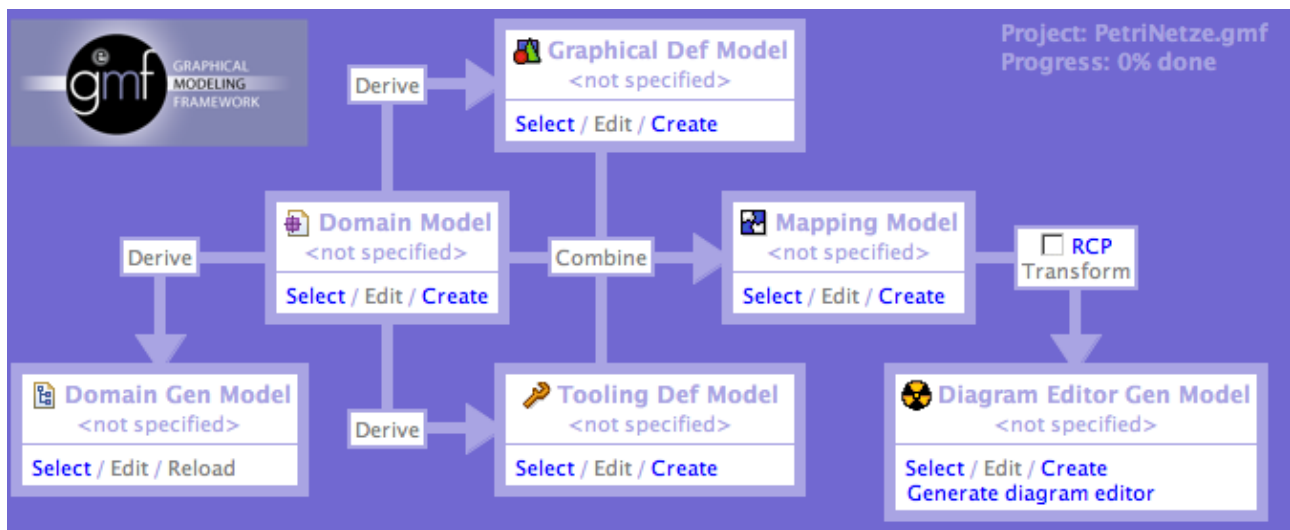 gmf
e
GRAPHICAL
MODELING
FRAMEWORK
Project: PetriNetze.gmf
Progress: 0% done
Graphical Def Model
<not specified>
Select / Edit / Create
Derive
Domain Model
<not specified>
Select / Edit / Create
Derive
Combine
Mapping Model
<not specified>
Select / Edit / Create
RCP
Transform
Domain Gen Model
<not specified>
Select / Edit / Reload
Derive
Tooling Def Model
<not specified>
Select / Edit / Create
Diagram Editor Gen Model
<not specified>
Select / Edit / Create
Generate diagram editor